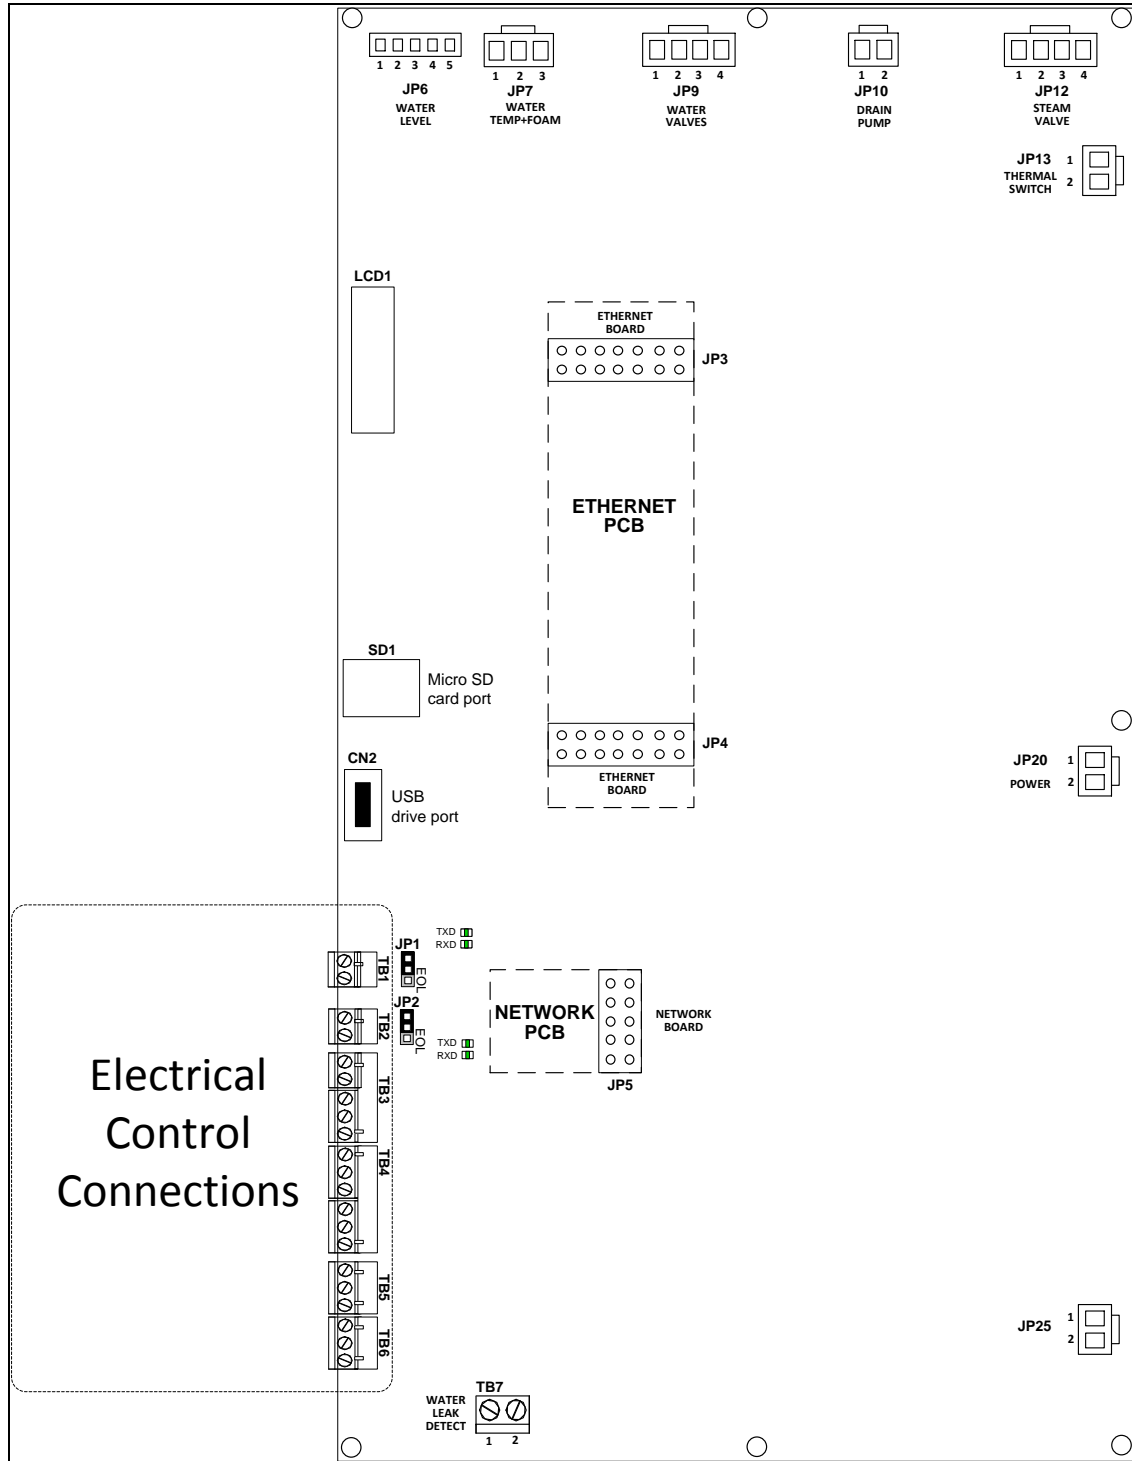 1 2 3 4 5
JP6
WATER
LEVEL
1 2 3
JP7
WATER
TEMP+FOAM
1 2 3 4
JP9
WATER
VALVES
1 2
JP10
DRAIN
PUMP
1 2 3 4
JP12
STEAM
VALVE
JP13
THERMAL
SWITCH
1
2
LCD1
ETHERNET
BOARD
JP3
ETHERNET
PCB
SD1
Micro SD
card port
JP4
ETHERNET
BOARD
CN2
USB
drive port
JP20
POWER
1
2
TXD
RXD
TB1
JP1
EOL
TB2
JP2
EOL
TXD
RXD
NETWORK
PCB
NETWORK
BOARD
JP5
Electrical
Control
Connections
TB3
TB4
TB5
TB6
JP25
1
2
TB7
WATER
LEAK
DETECT
1 2